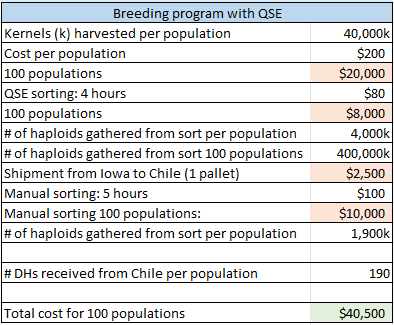 Breeding program with QSE
Kernels (k) harvested per population 40,000k
Cost per population $200
100 populations $20,000
QSE sorting: 4 hours $80
100 populations $8,000
# of haploids gathered from sort per population 4,000k
# of haploids gathered from sort 100 populations 400,000k
Shipment from Iowa to Chile (1 pallet) $2,500
Manual sorting: 5 hours $100
Manual sorting 100 populations: $10,000
# of haploids gathered from sort per population 1,900k
# DHs received from Chile per population 190
Total cost for 100 populations $40,500